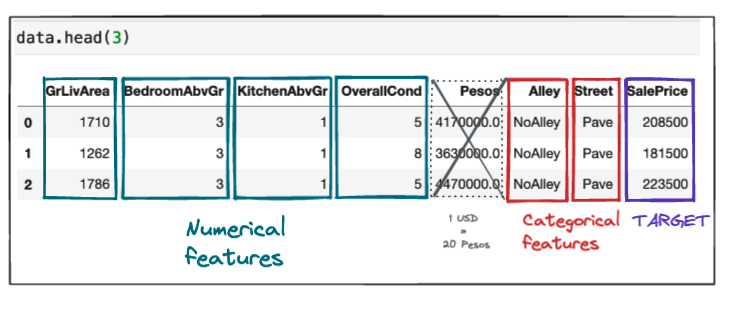 data.head(3)
GrLivArea BedroomAbvGr KitchenAbvGr OverallCond Pesos Alley Street SalePrice
0 1710 3 1 5 4170000.0 NoAlley Pave 208500
1 1262 3 1 8 3630000.0 NoAlley Pave 181500
2 1786 3 1 5 4470000.0 NoAlley Pave 223500
Numerical features
1 USD = 20 Pesos
Categorical features
TARGET